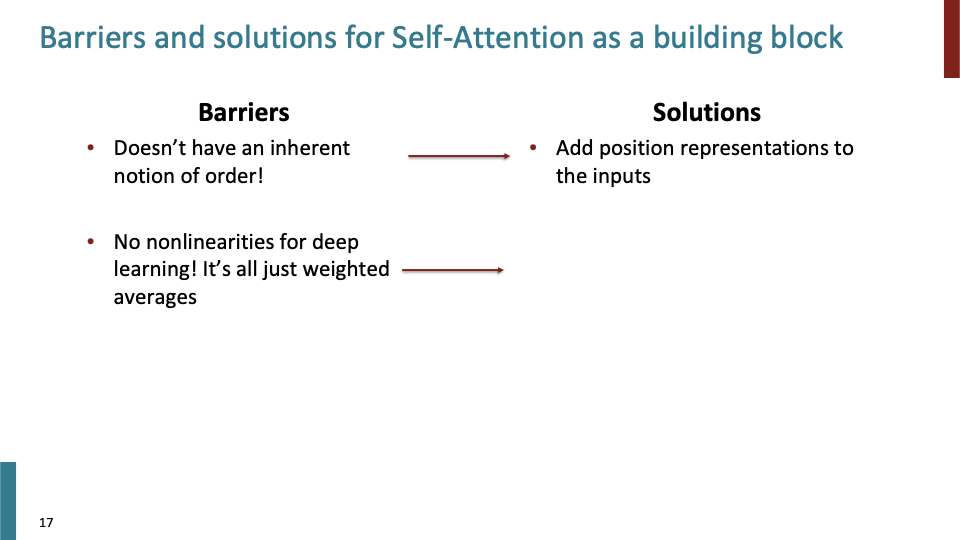 Barriers and solutions for Self-Attention as a building block
Barriers
• Doesn’t have an inherent
notion of order!
• No nonlinearities for deep
learning! It’s all just weighted
averages
Solutions
• Add position representations to
the inputs
17